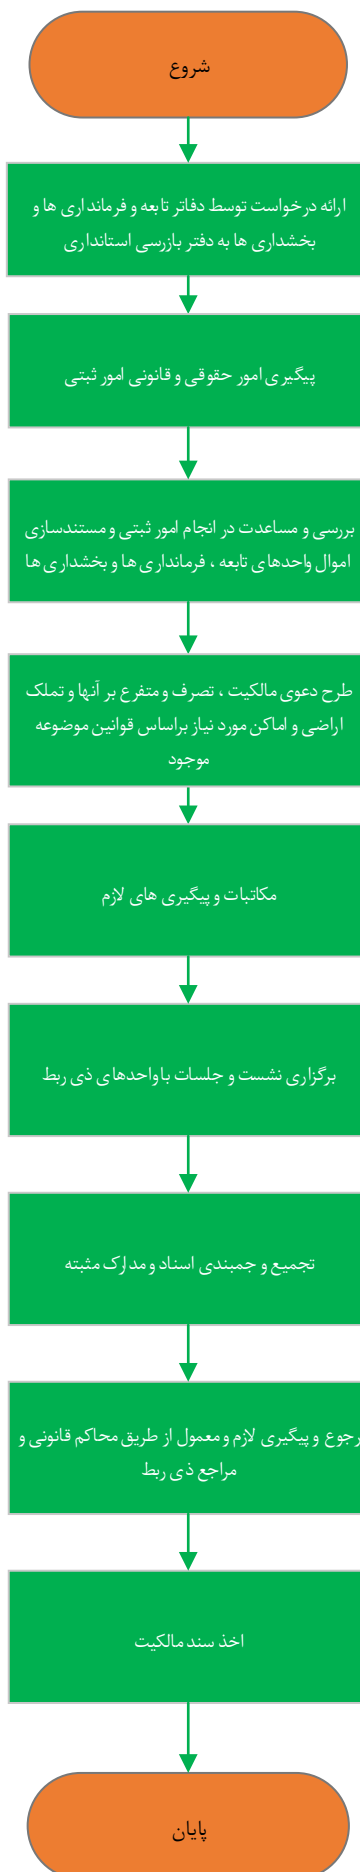 شروع
ارائه درخواست توسط دفاتر تابعه و فرمانداری ها و
بخشداری ها به دفتر بازرسی استانداری
پیگیری امور حقوقی و قانونی امور ثبتی
بررسی و مساعدت در انجام امور ثبتی و مستندسازی
اموال واحدهای تابعه ، فرمانداری ها و بخشداری ها
طرح دعوی مالکیت ، تصرف و متفرع بر آنها و تملک
اراضی و اماکن مورد نیاز براساس قوانین موضوعه
موجود
مکاتبات و پیگیری های لازم
برگزاری نشست و جلسات با واحدهای ذی ربط
تجمیع و جمبندی اسناد و مدارک مثبته
رجوع و پیگیری لازم و معمول از طریق محاکم قانونی و
مراجع ذی ربط
اخذ سند مالکیت
پایان